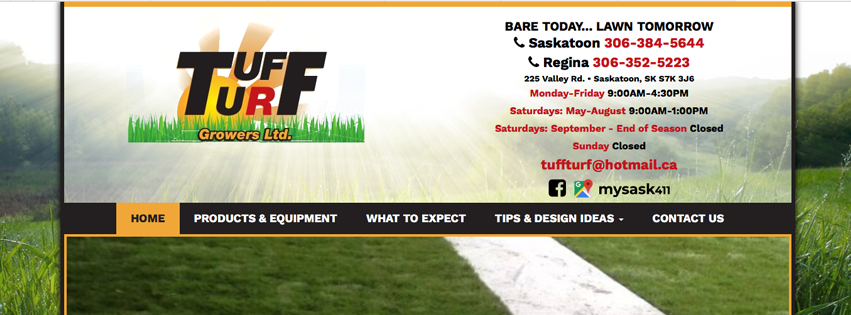 TUFF
TURF
Growers Ltd.
BARE TODAY... LAWN TOMORROW
Saskatoon 306-384-5644
Regina 306-352-5223
225 Valley Rd. • Saskatoon, SK S7K 3J6
Monday-Friday 9:00AM-4:30PM
Saturdays: May-August 9:00AM-1:00PM
Saturdays: September - End of Season Closed
Sunday Closed
tuffturf@hotmail.ca
mysask411
HOME PRODUCTS & EQUIPMENT WHAT TO EXPECT TIPS & DESIGN IDEAS CONTACT US